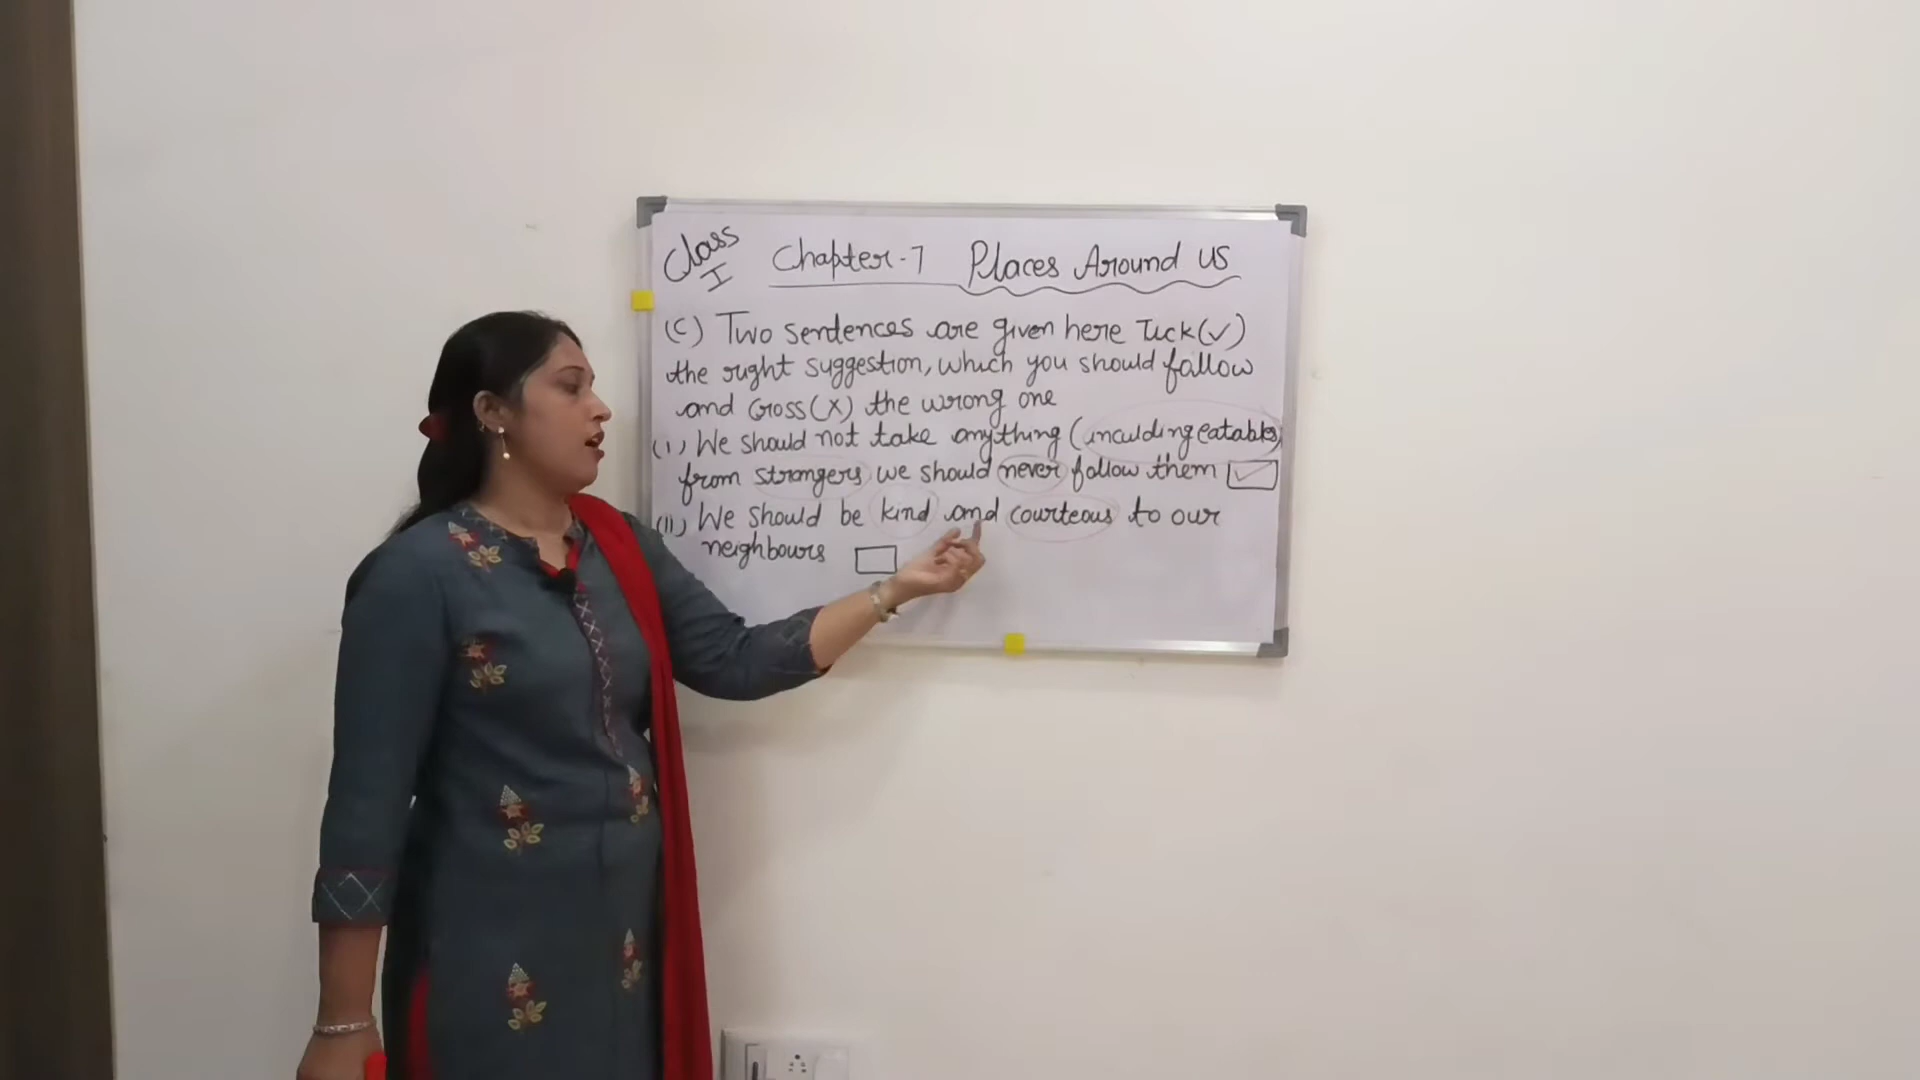 Class
I
Chapter-7 Places Around us
(C) Two sentences are given here Tick(✓)
the right suggestion, which you should follow
and Cross(X) the wrong one
(I) We should not take anything (inculding eatables)
from strangers we should never follow them ✓
(II) We should be kind and courteous to our
neighbours